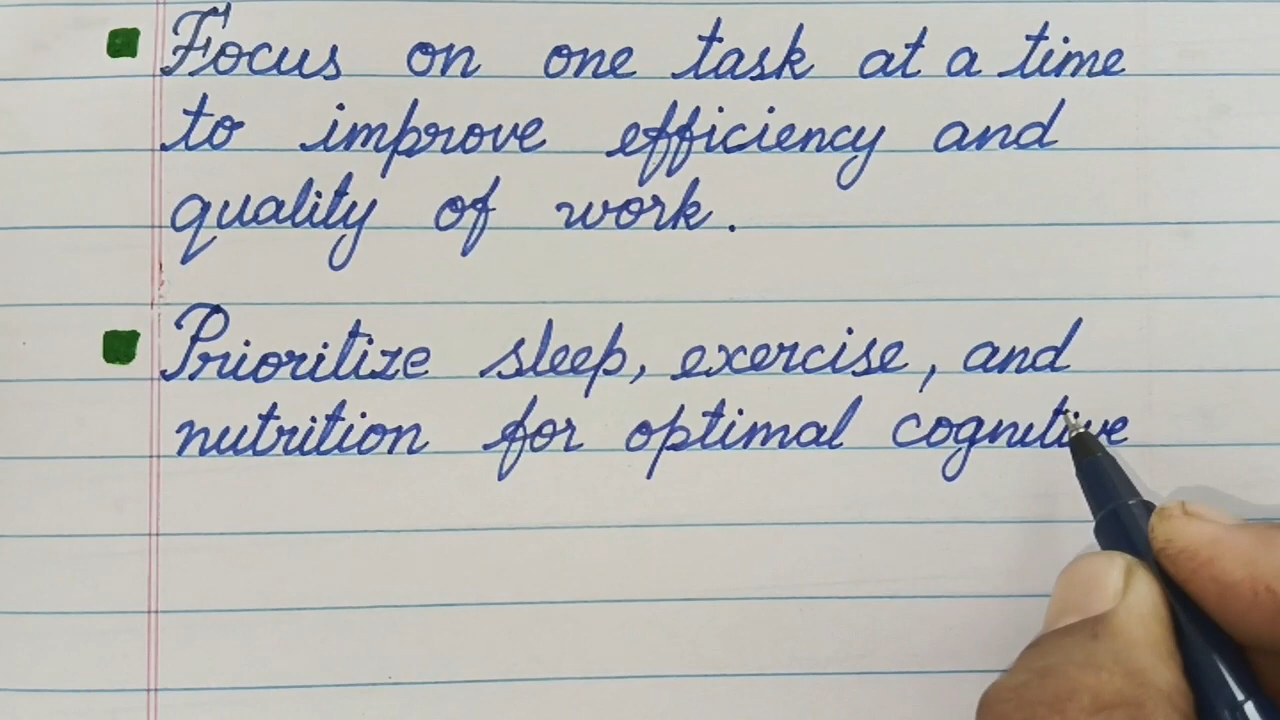 Focus on one task at a time
to improve efficiency and
quality of work.
Prioritize sleep, exercise, and
nutrition for optimal cognitive